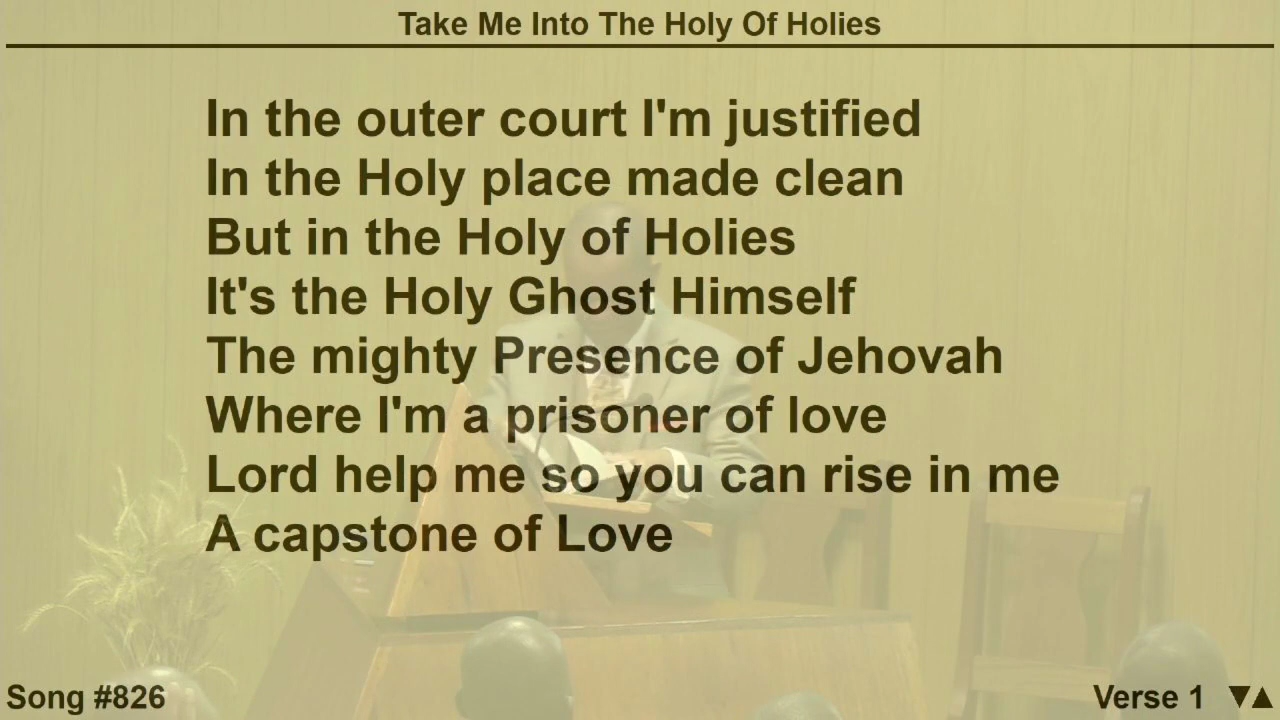 Take Me Into The Holy Of Holies
In the outer court I'm justified
In the Holy place made clean
But in the Holy of Holies
It's the Holy Ghost Himself
The mighty Presence of Jehovah
Where I'm a prisoner of love
Lord help me so you can rise in me
A capstone of Love
Song #826
Verse 1 ▼▲